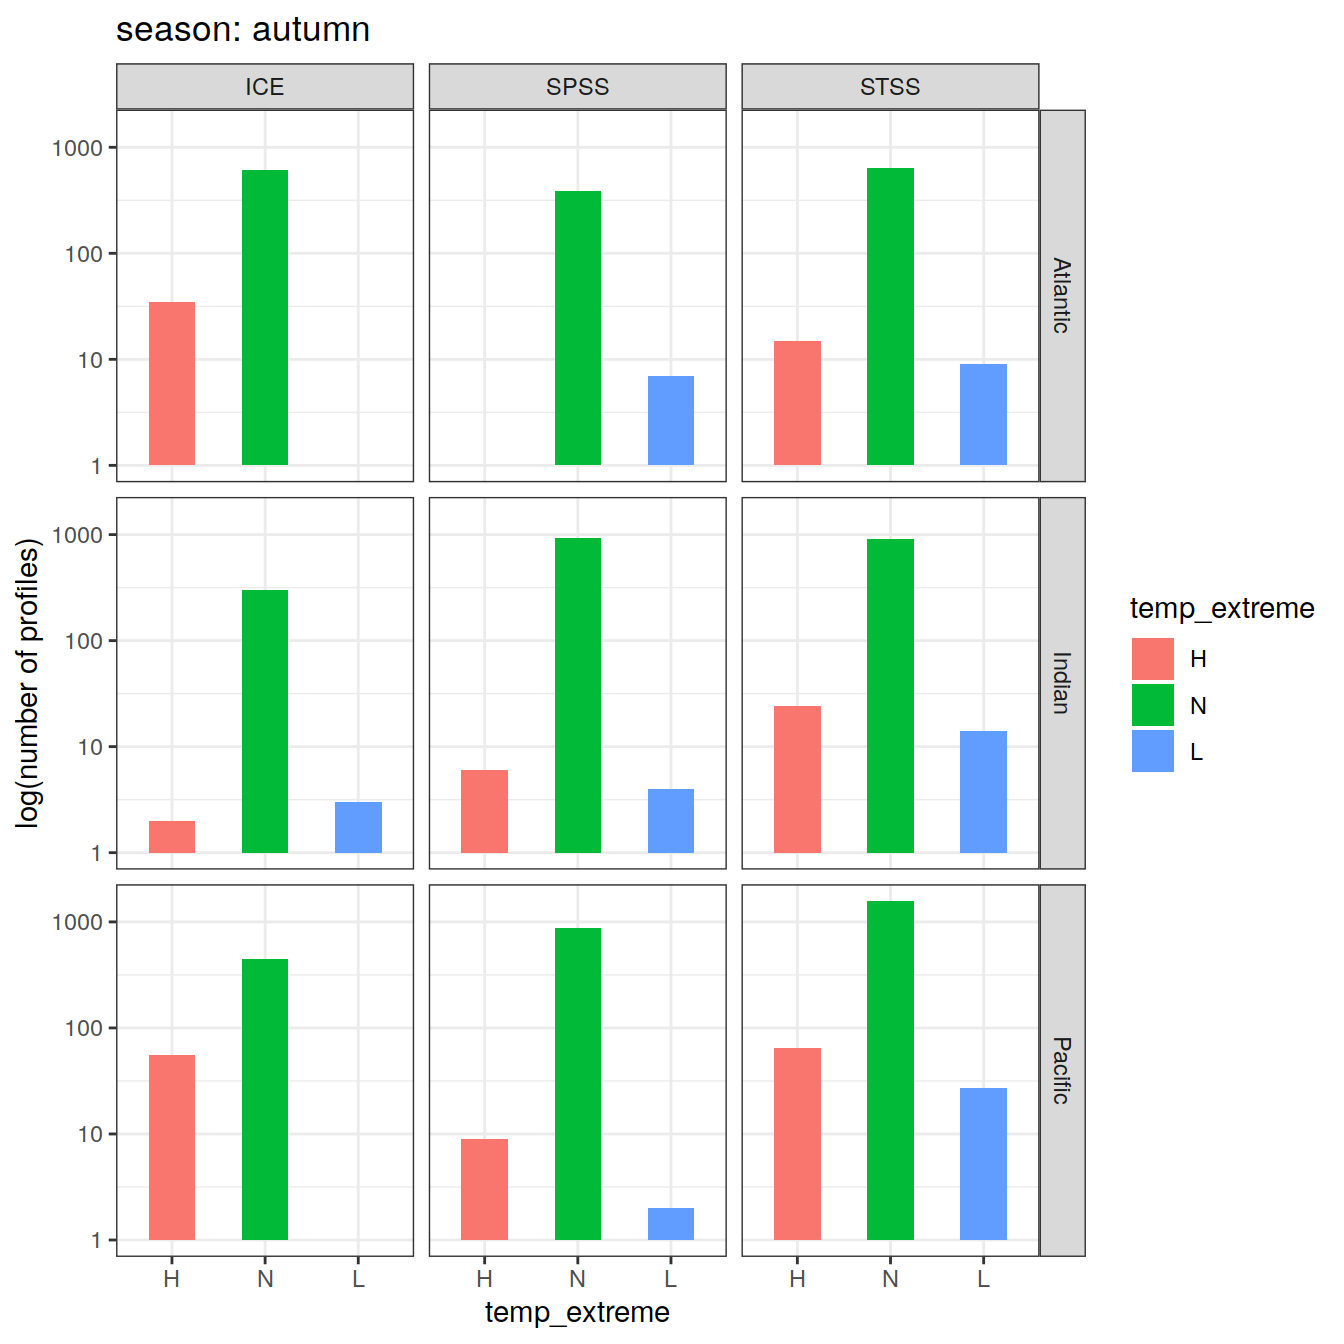 season: autumn
ICE SPSS STSS
1000
100
10
1
Atlantic
1000
100
10
1
Indian
1000
100
10
1
Pacific
H N L H N L H N L
temp_extreme
log(number of profiles)
temp_extreme
H
N
L